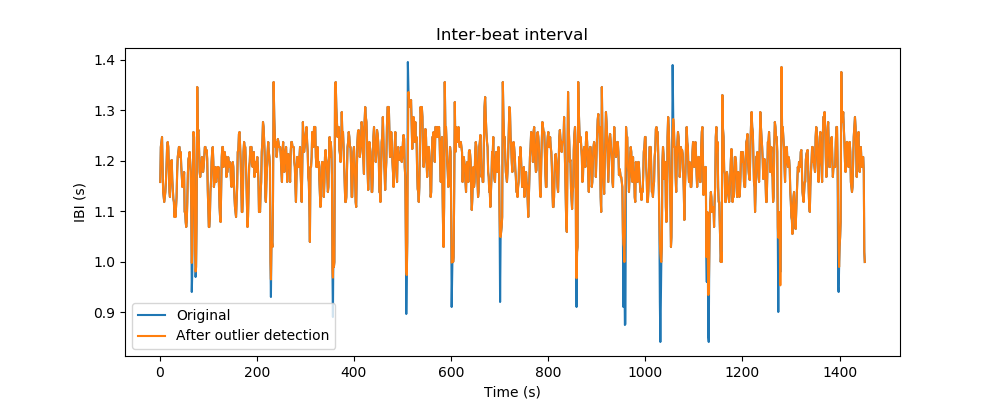 Inter-beat interval
IBI (s)
1.4
1.3
1.2
1.1
1.0
0.9
Original
After outlier detection
0 200 400 600 800 1000 1200 1400
Time (s)